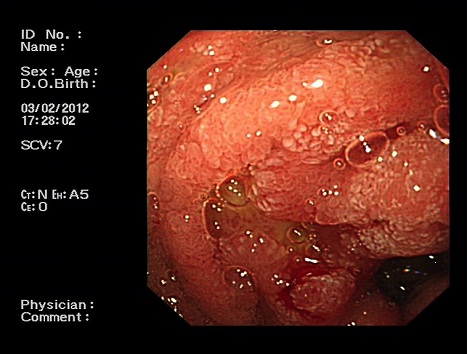 ID No. :
Name:
Sex: Age:
D.O.Birth:
03/02/2012
17:28:02
SCV:7
Ct:N Eh:A5
Ce:0
Physician:
Comment: